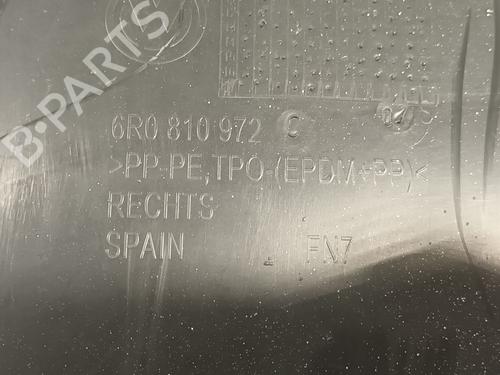 B-PARTS
6R0 810 972 C
>PP-PE,TPO-(EPDM+PP)<
RECHTS
SPAIN FN7